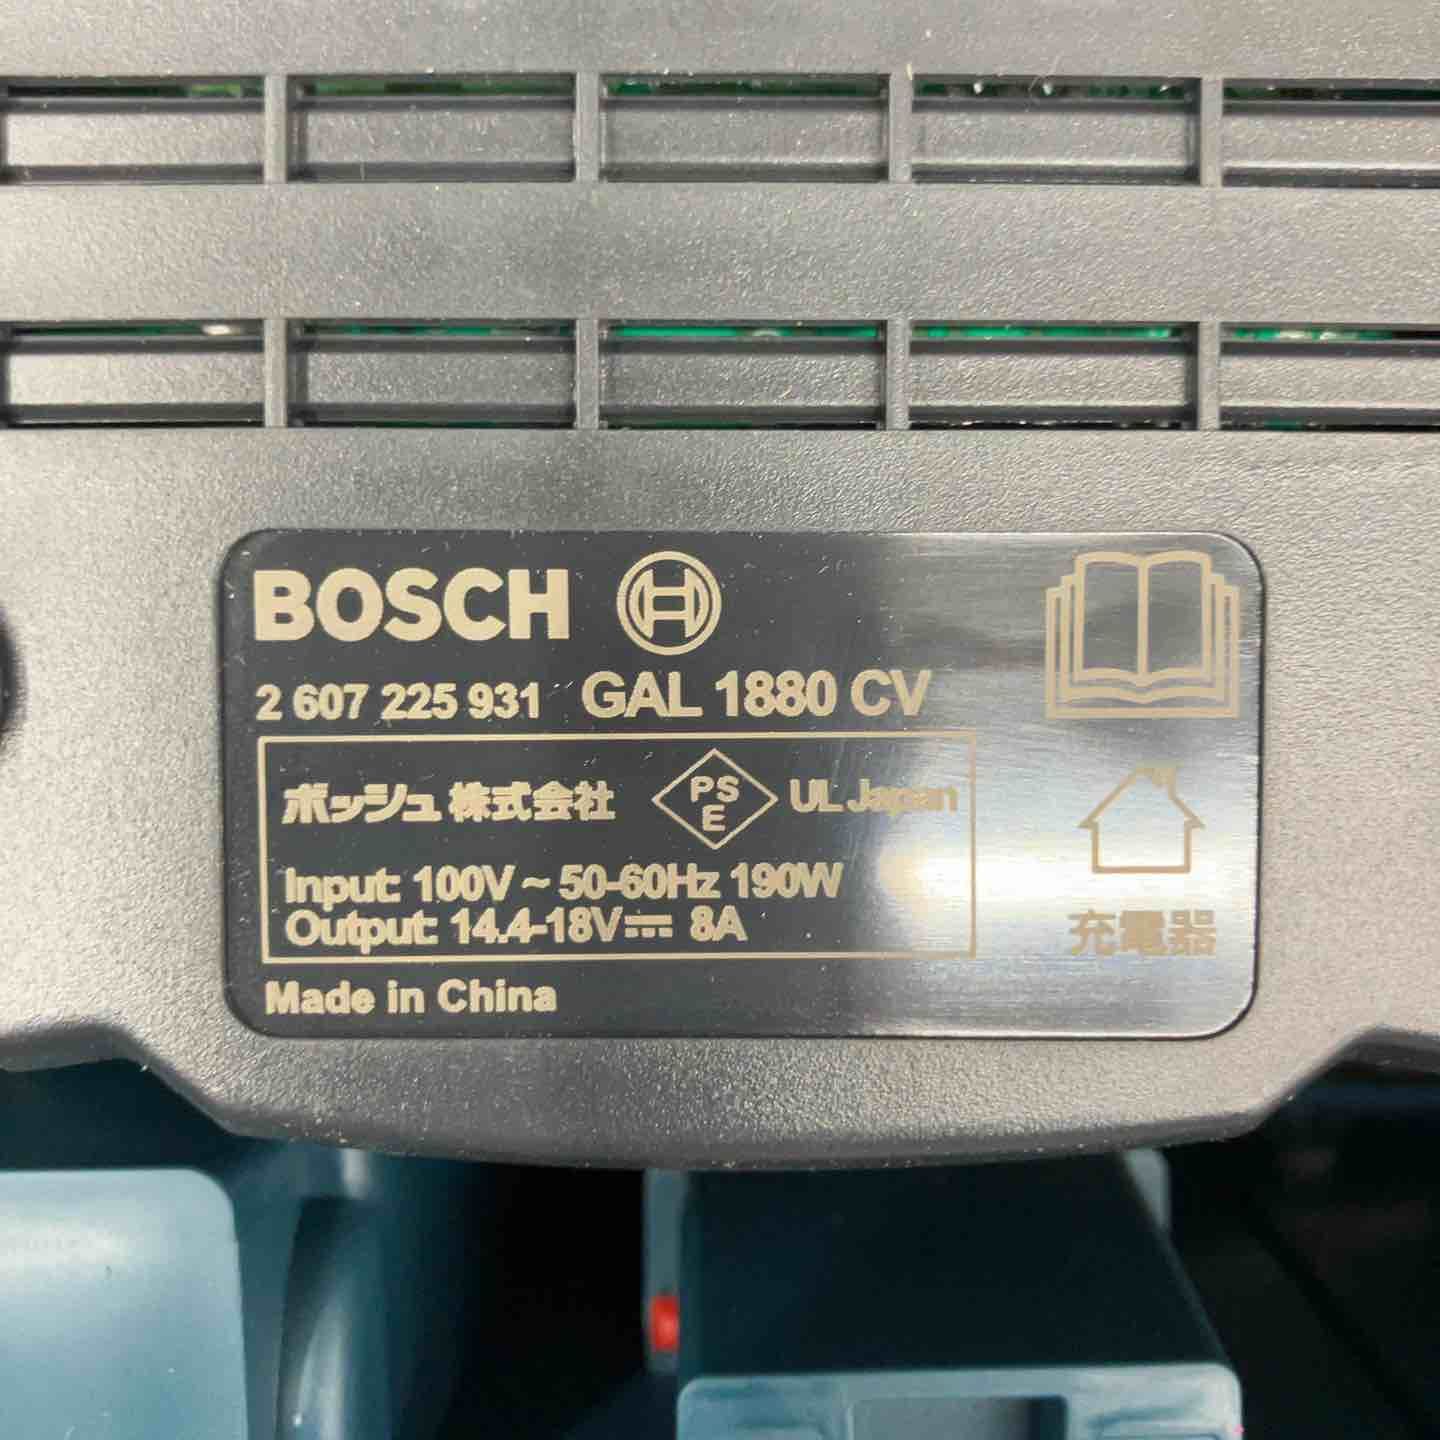 BOSCH
2 607 225 931 GAL 1880 CV
ボッシュ 株式会社 PS E UL Japan
Input: 100V ~ 50-60Hz 190W
Output: 14.4-18V⎓ 8A
充電器
Made in China